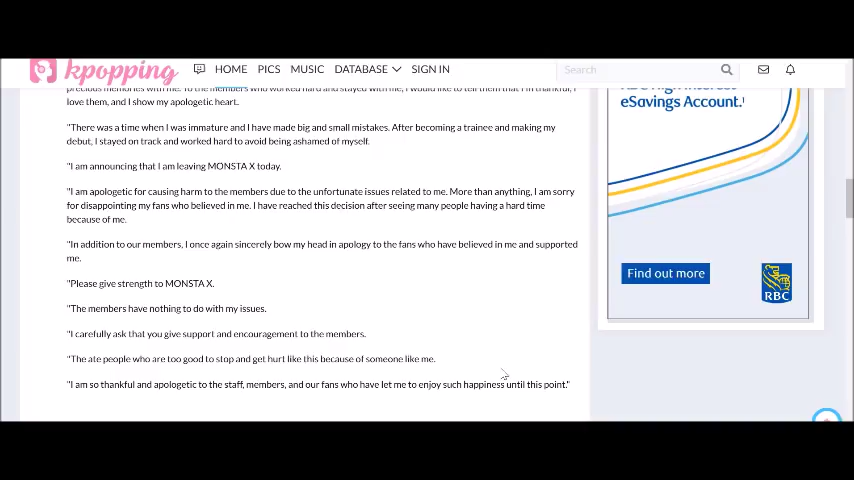 kpopping
HOME PICS MUSIC DATABASE SIGN IN
Search
precious memories with me. To the members who worked hard and stayed with me, I would like to tell them that I'm thankful, I
love them, and I show my apologetic heart.
"There was a time when I was immature and I have made big and small mistakes. After becoming a trainee and making my
debut, I stayed on track and worked hard to avoid being ashamed of myself.
"I am announcing that I am leaving MONSTA X today.
"I am apologetic for causing harm to the members due to the unfortunate issues related to me. More than anything, I am sorry
for disappointing my fans who believed in me. I have reached this decision after seeing many people having a hard time
because of me.
"In addition to our members, I once again sincerely bow my head in apology to the fans who have believed in me and supported
me.
"Please give strength to MONSTA X.
"The members have nothing to do with my issues.
"I carefully ask that you give support and encouragement to the members.
"The ate people who are too good to stop and get hurt like this because of someone like me.
"I am so thankful and apologetic to the staff, members, and our fans who have let me to enjoy such happiness until this point."
eSavings Account.¹
Find out more
RBC